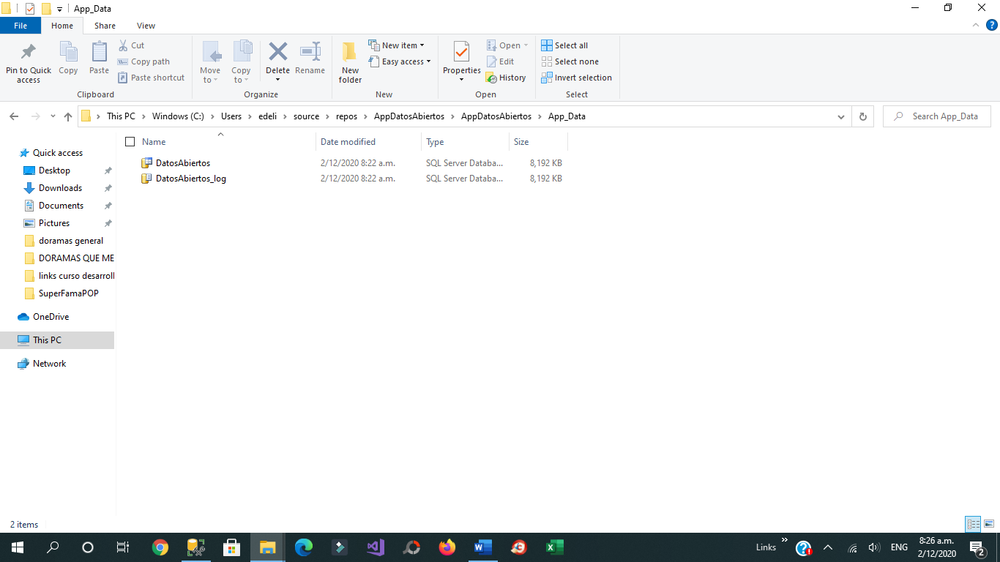 App_Data
File Home Share View
Pin to Quick access
Copy
Paste
Cut
Copy path
Paste shortcut
Clipboard
Move to
Copy to
Delete
Rename
Organize
New folder
New item
Easy access
New
Properties
Open
Edit
History
Open
Select all
Select none
Invert selection
Select
This PC > Windows (C:) > Users > edeli > source > repos > AppDatosAbiertos > AppDatosAbiertos > App_Data
Search App_Data
Quick access
Desktop
Downloads
Documents
Pictures
doramas general
DORAMAS QUE ME
links curso desarroll
SuperFamaPOP
OneDrive
This PC
Network
Name Date modified Type Size
DatosAbiertos 2/12/2020 8:22 a.m. SQL Server Databa... 8,192 KB
DatosAbiertos_log 2/12/2020 8:22 a.m. SQL Server Databa... 8,192 KB
2 items
Links
ENG
8:26 a.m.
2/12/2020
2